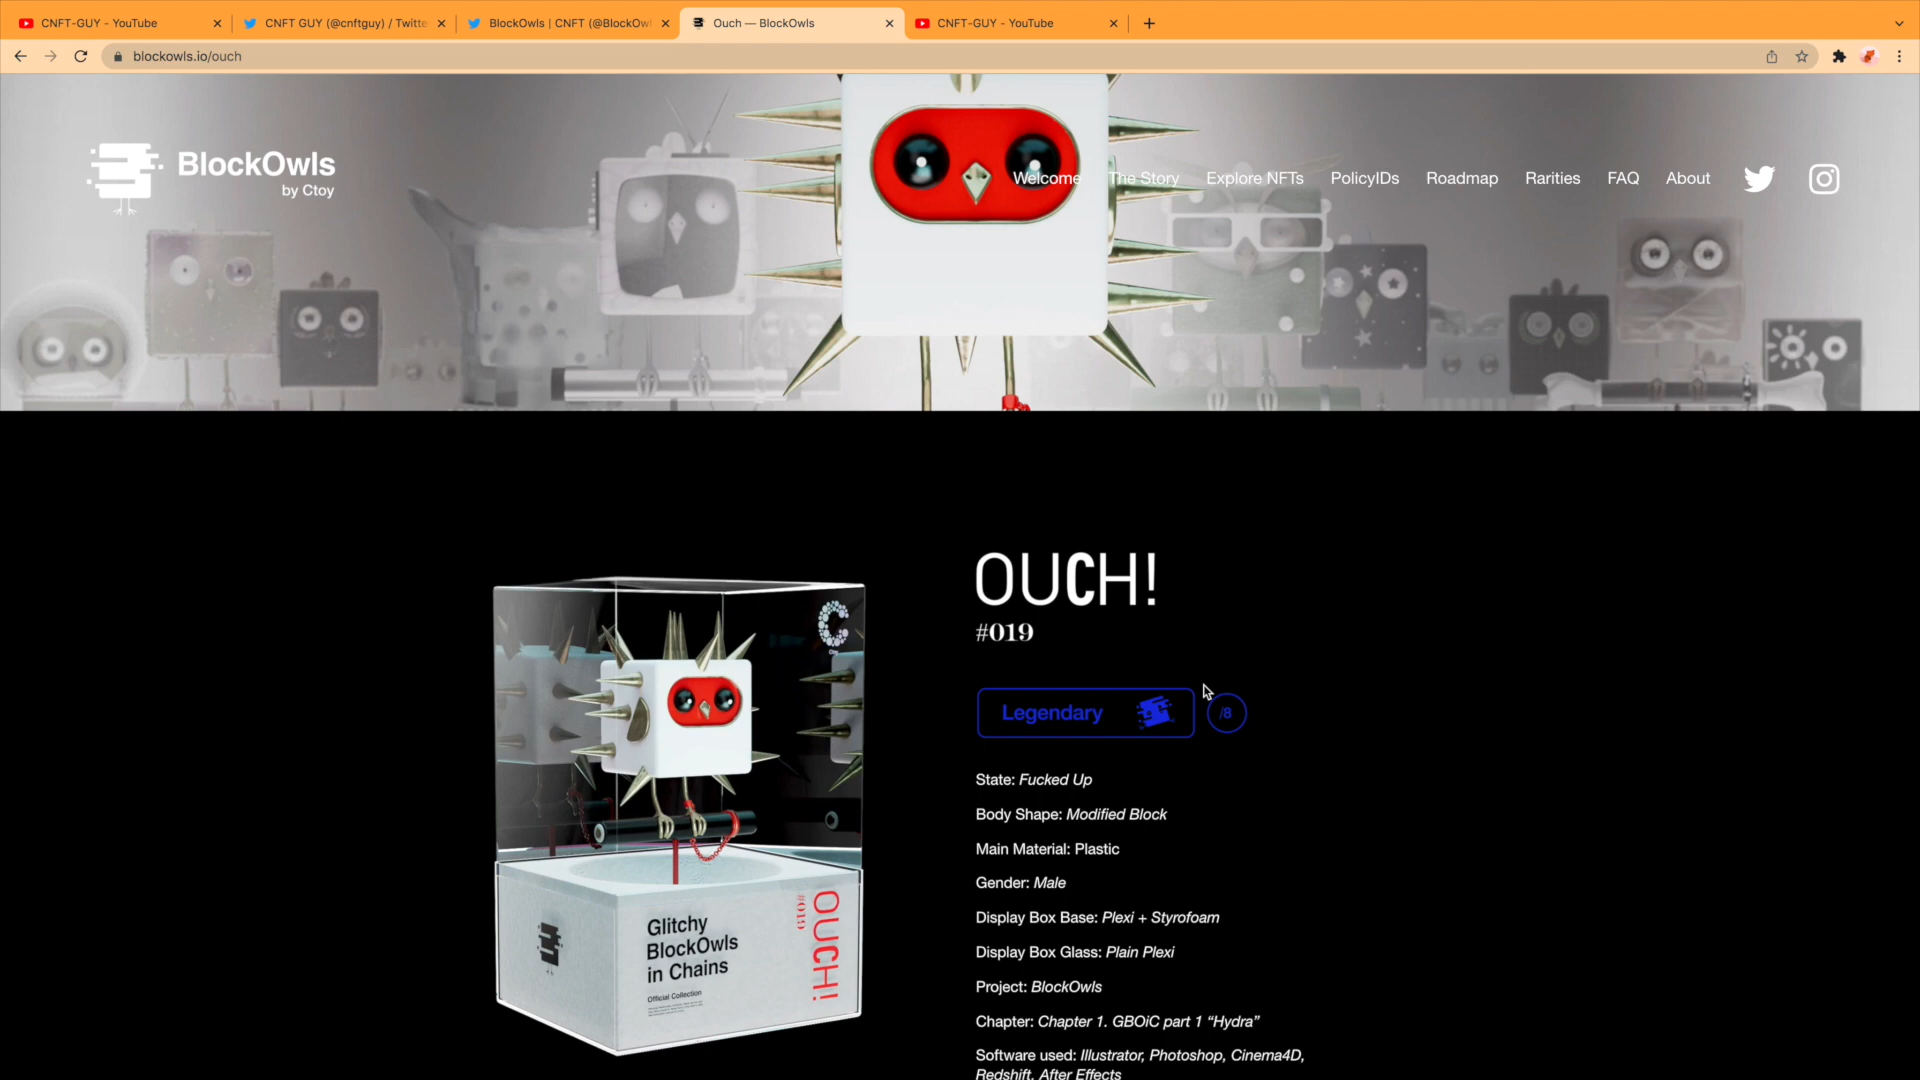 CNFT-GUY - YouTube
CNFT GUY (@cnftguy) / Twitte
BlockOwls | CNFT (@BlockOwl
Ouch — BlockOwls
CNFT-GUY - YouTube
blockowls.io/ouch
BlockOwls
by Ctoy
Welcome
The Story
Explore NFTs
PolicyIDs
Roadmap
Rarities
FAQ
About
OUCH!
#019
Legendary
/8
State: Fucked Up
Body Shape: Modified Block
Main Material: Plastic
Gender: Male
Display Box Base: Plexi + Styrofoam
Display Box Glass: Plain Plexi
Project: BlockOwls
Chapter: Chapter 1. GBOiC part 1 “Hydra”
Software used: Illustrator, Photoshop, Cinema4D,
Redshift, After Effects
Ctoy
Glitchy
BlockOwls
in Chains
Official Collection
OUCH!
#019